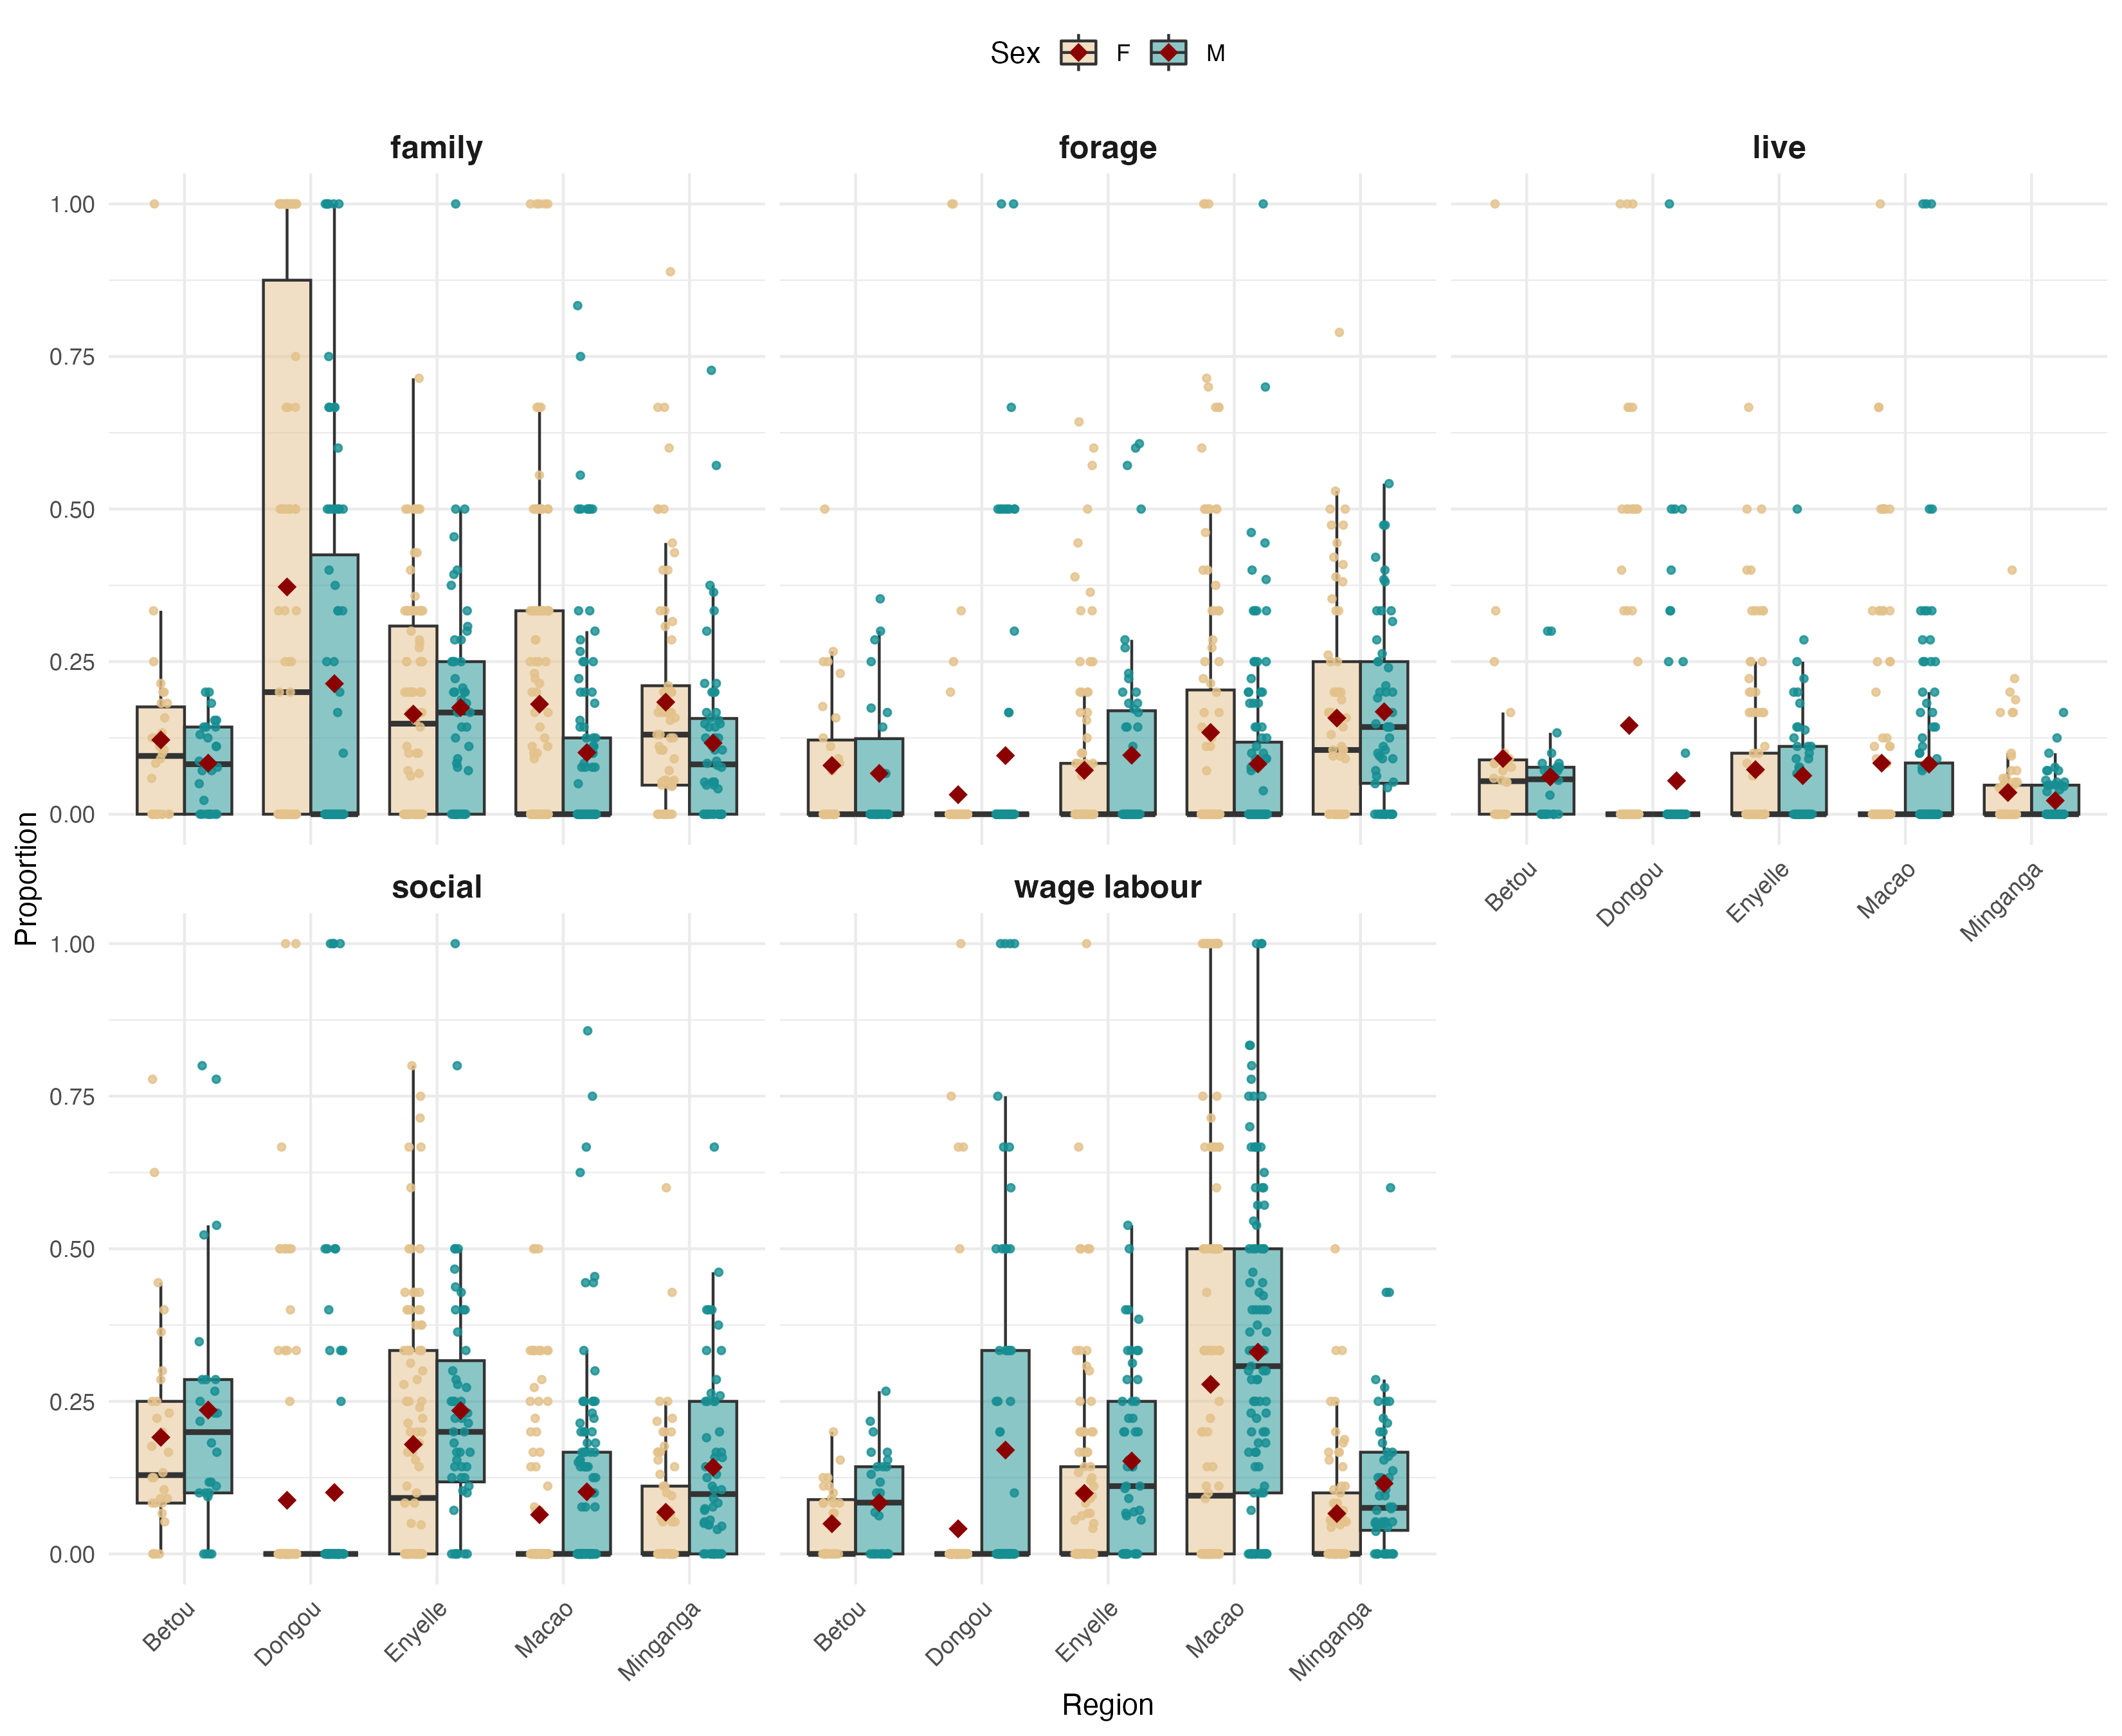 Sex F M
family forage live
1.00
0.75
0.50
0.25
0.00
Betou Dongou Enyelle Macao Minganga
Proportion
social wage labour
1.00
0.75
0.50
0.25
0.00
Betou Dongou Enyelle Macao Minganga Betou Dongou Enyelle Macao Minganga
Region